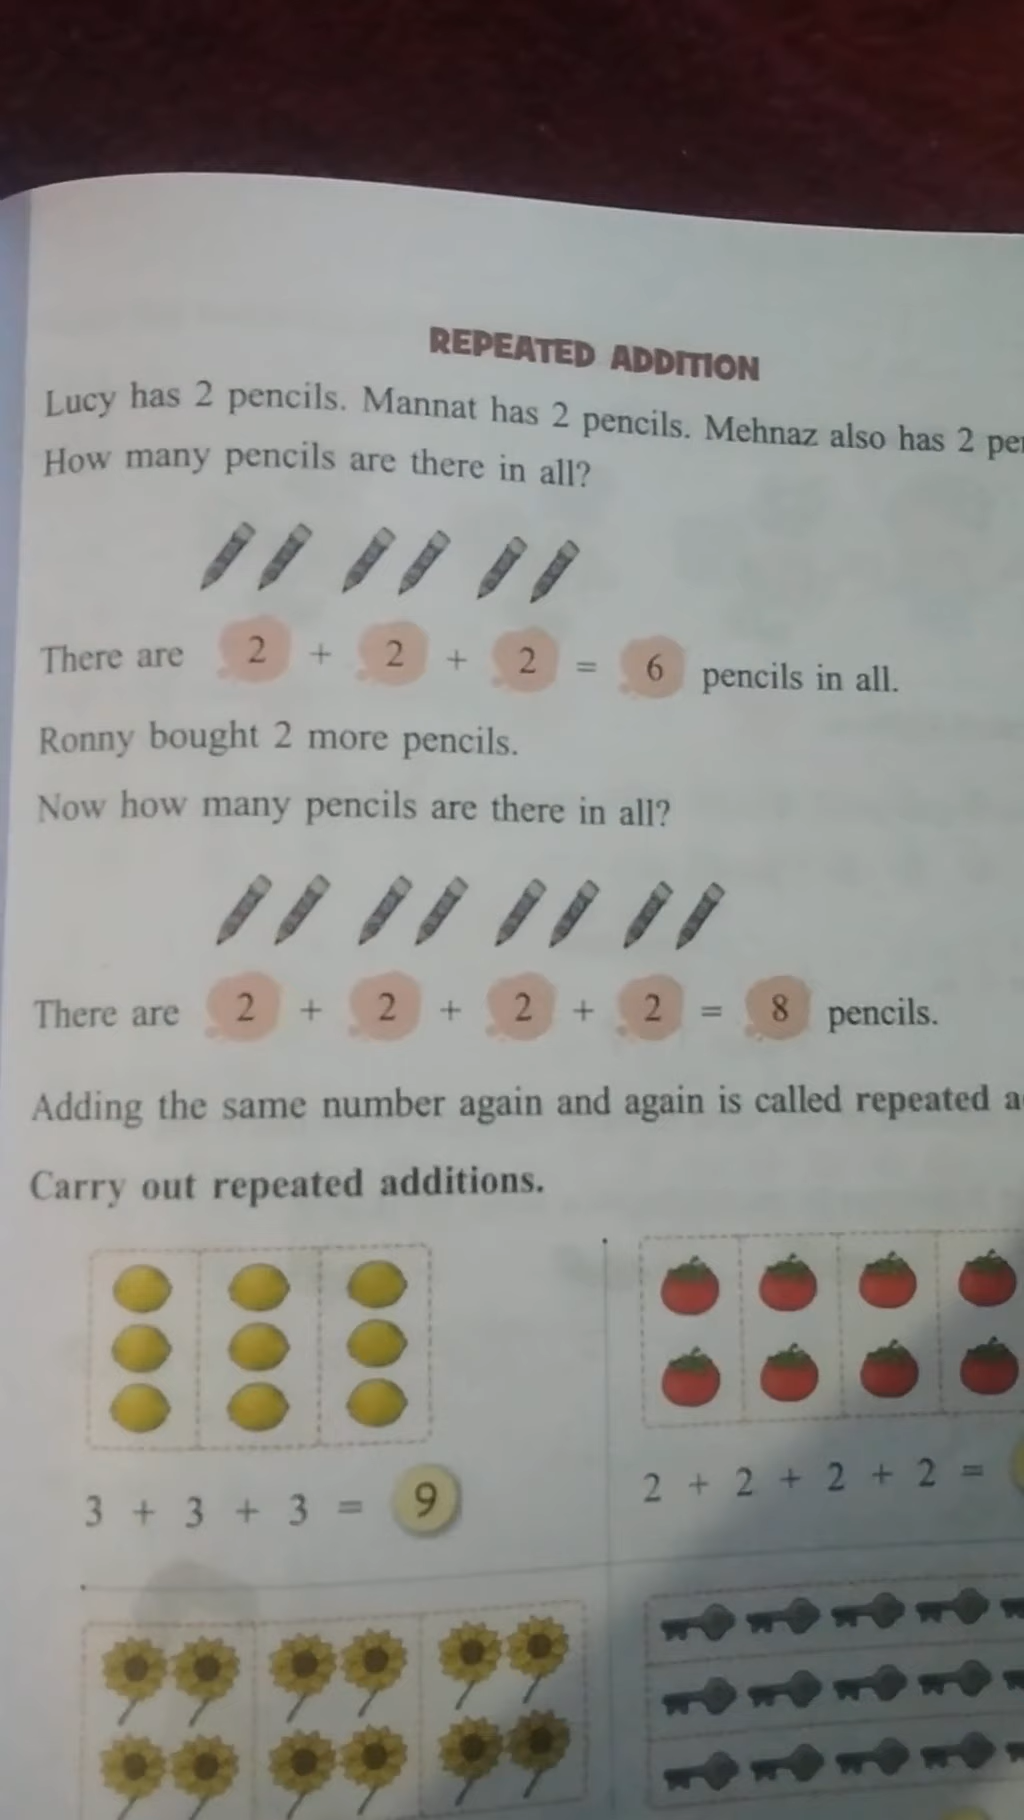 REPEATED ADDITION
Lucy has 2 pencils. Mannat has 2 pencils. Mehnaz also has 2
How many pencils are there in all?
There are 2 + 2 + 2 = 6 pencils in all.
Ronny bought 2 more pencils.
Now how many pencils are there in all?
There are 2 + 2 + 2 + 2 = 8 pencils.
Adding the same number again and again is called repeated
Carry out repeated additions.
3 + 3 + 3 = 9
2 + 2 + 2 + 2 =